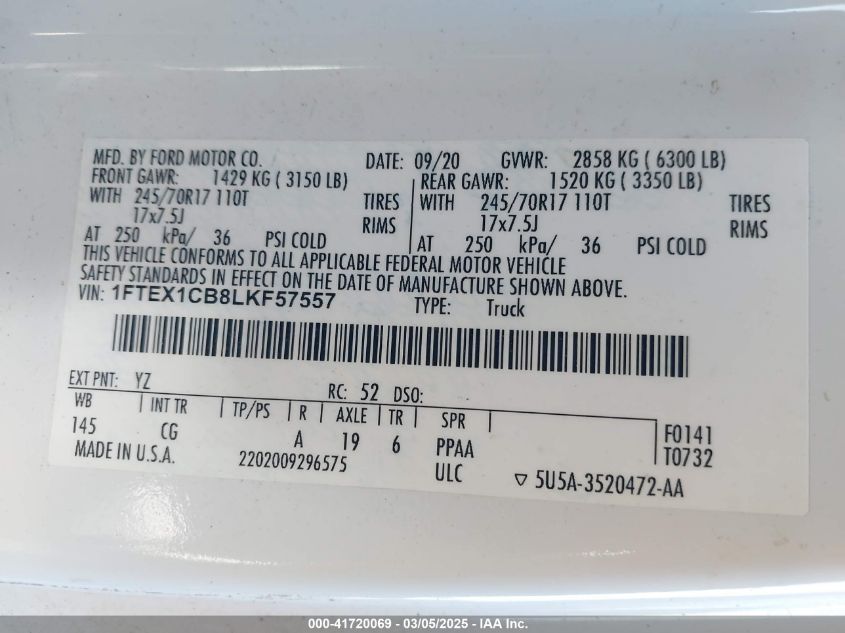 MFD. BY FORD MOTOR CO. DATE: 09/20 GVWR: 2858 KG ( 6300 LB)
FRONT GAWR: 1429 KG ( 3150 LB) REAR GAWR: 1520 KG ( 3350 LB)
WITH 245/70R17 110T TIRES WITH 245/70R17 110T TIRES
17x7.5J RIMS 17x7.5J RIMS
AT 250 kPa/ 36 PSI COLD AT 250 kPa/ 36 PSI COLD
THIS VEHICLE CONFORMS TO ALL APPLICABLE FEDERAL MOTOR VEHICLE
SAFETY STANDARDS IN EFFECT ON THE DATE OF MANUFACTURE SHOWN ABOVE.
VIN: 1FTEX1CB8LKF57557 TYPE: Truck
EXT PNT: YZ RC: 52 DSO:
WB INT TR TP/PS R AXLE TR SPR
145 CG A 19 6 PPAA F0141
MADE IN U.S.A. 2202009296575 ULC T0732
5U5A-3520472-AA
000-41720069 - 03/05/2025 - IAA Inc.